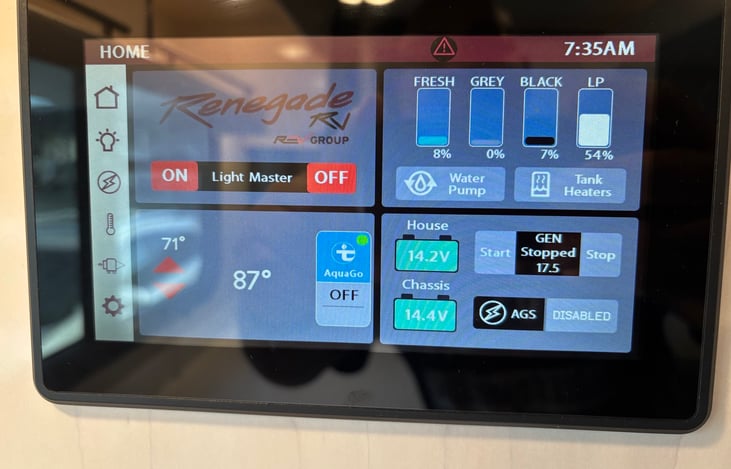 HOME
7:35AM
Renegade
RV
REV GROUP
ON Light Master OFF
FRESH GREY BLACK LP
8% 0% 7% 54%
Water
Pump
Tank
Heaters
71°
87°
AquaGo
OFF
House
14.2V
Chassis
14.4V
Start
GEN
Stopped
17.5
Stop
AGS DISABLED